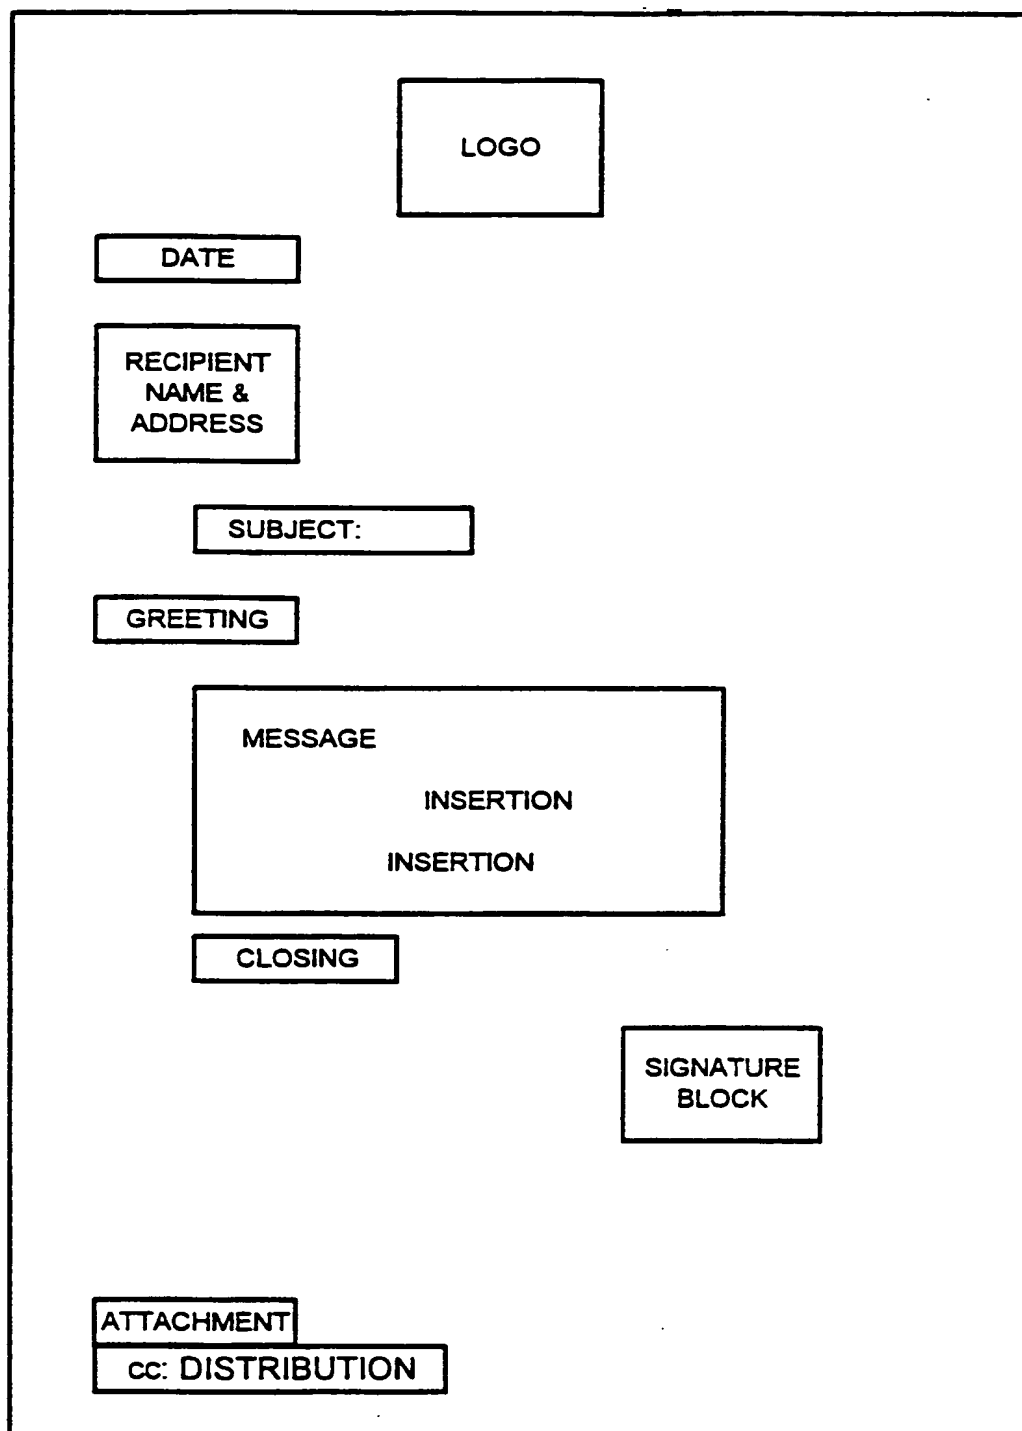 LOGO
DATE
RECIPIENT
NAME &
ADDRESS
SUBJECT:
GREETING
MESSAGE
INSERTION
INSERTION
CLOSING
SIGNATURE
BLOCK
ATTACHMENT
cc: DISTRIBUTION